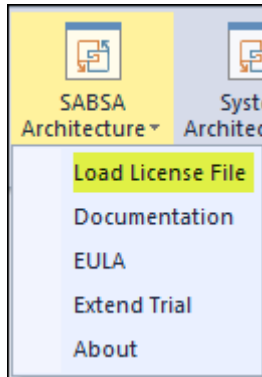 SABSA
Architecture
Load License File
Documentation
EULA
Extend Trial
About